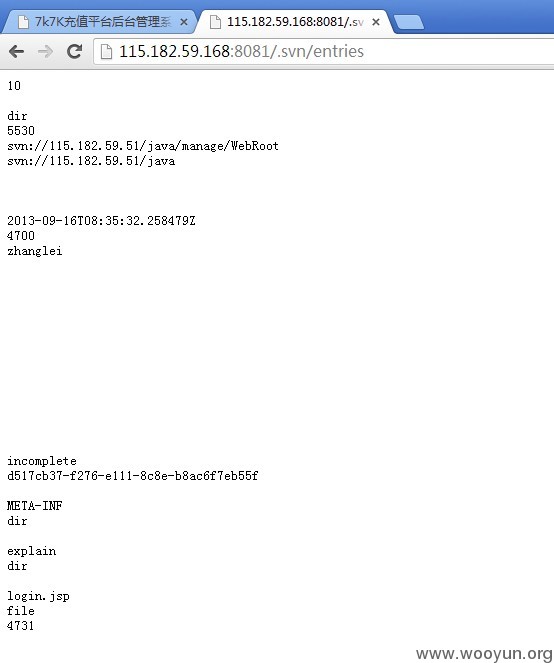 7k7K充值平台后台管理系
115.182.59.168:8081/.sv
115.182.59.168:8081/.svn/entries
10
dir
5530
svn://115.182.59.51/java/manage/WebRoot
svn://115.182.59.51/java
2013-09-16T08:35:32.258479Z
4700
zhanglei
incomplete
d517cb37-f276-e111-8c8e-b8ac6f7eb55f
META-INF
dir
explain
dir
login.jsp
file
4731
www.wooyun.org